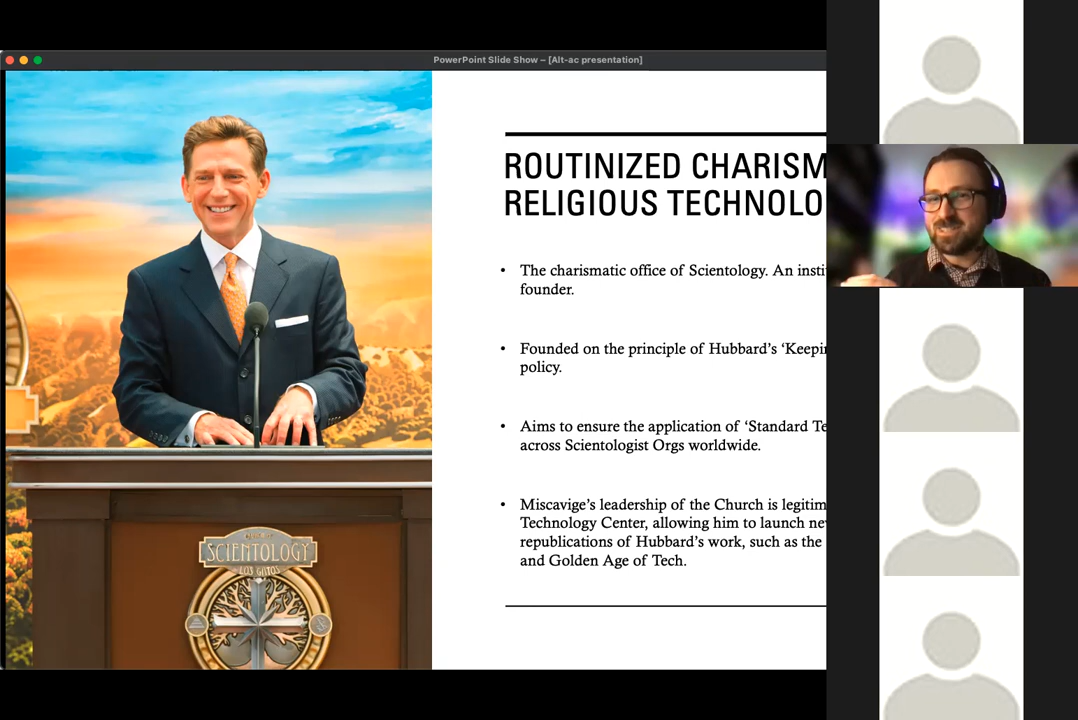 PowerPoint Slide Show – [Alt-ac presentation]
ROUTINIZED CHARISM
RELIGIOUS TECHNOLO
• The charismatic office of Scientology. An insti
founder.
• Founded on the principle of Hubbard’s ‘Keepin
policy.
• Aims to ensure the application of ‘Standard Te
across Scientologist Orgs worldwide.
• Miscavige’s leadership of the Church is legitim
Technology Center, allowing him to launch ne
republications of Hubbard’s work, such as the
and Golden Age of Tech.
SCIENTOLOGY
LOS GATOS